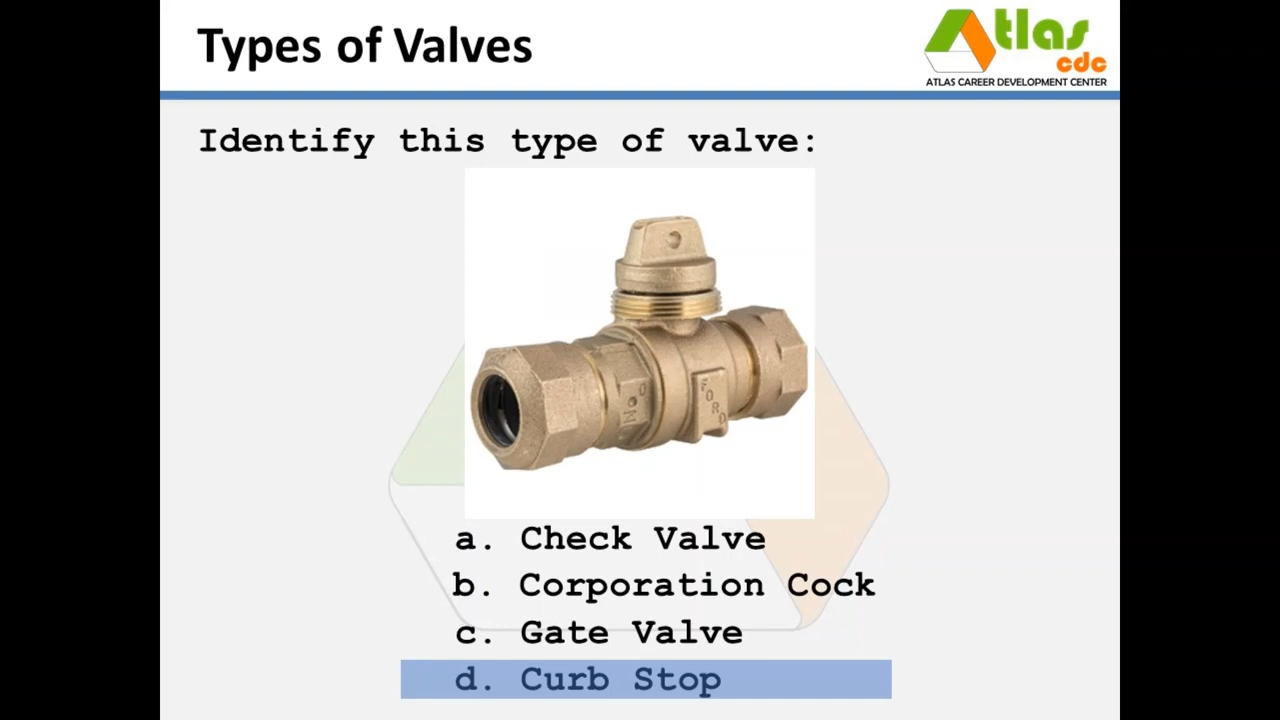 Types of Valves
Atlas
cdc
ATLAS CAREER DEVELOPMENT CENTER
Identify this type of valve:
FORD
a. Check Valve
b. Corporation Cock
c. Gate Valve
d. Curb Stop